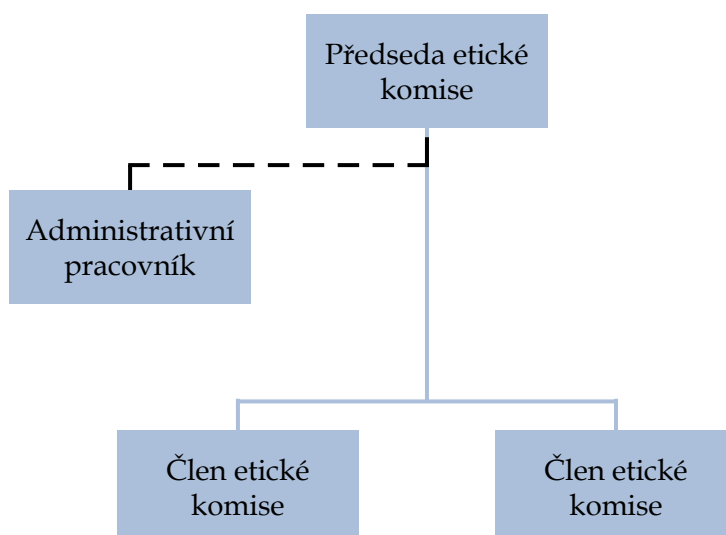 Předseda etické
komise
Administrativní
pracovník
Člen etické
komise
Člen etické
komise